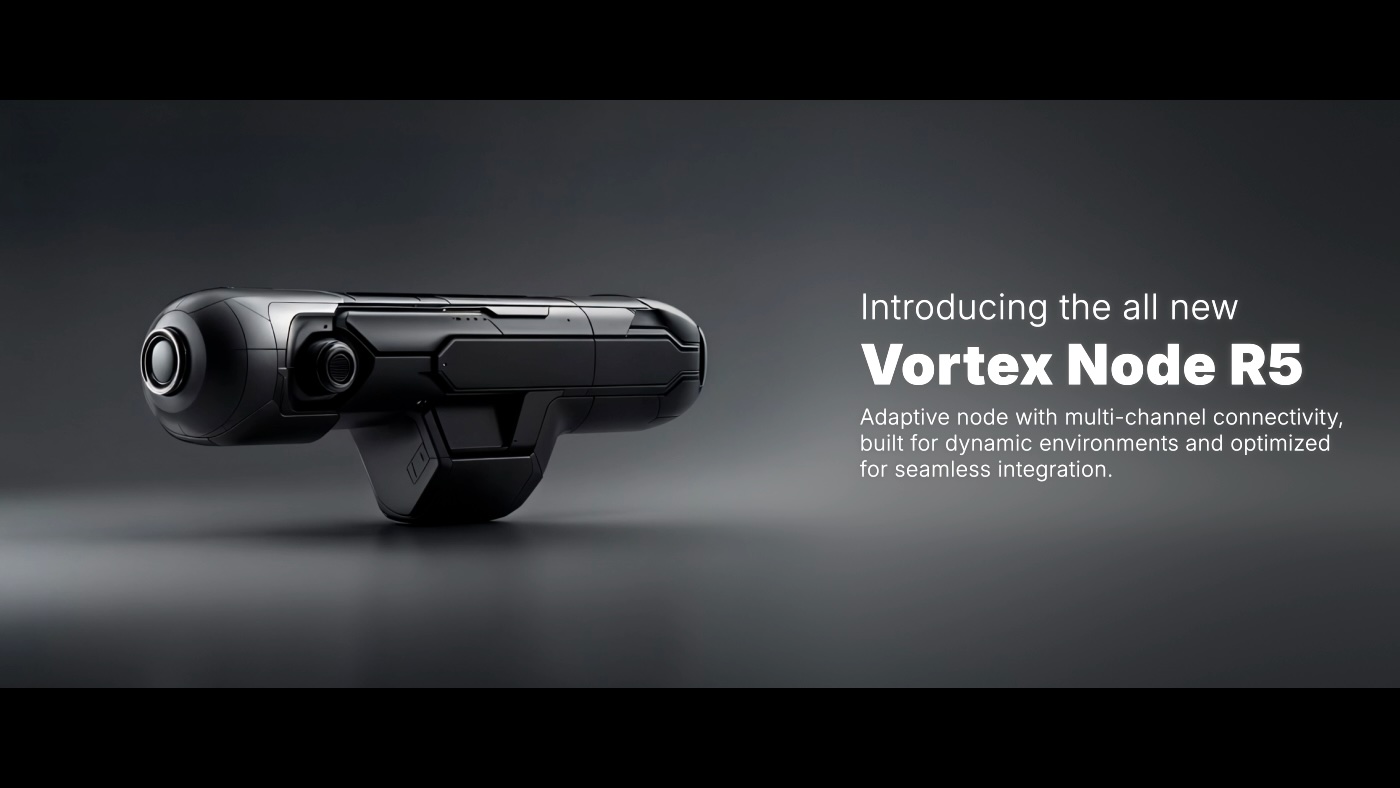 Introducing the all new
Vortex Node R5
Adaptive node with multi-channel connectivity,
built for dynamic environments and optimized
for seamless integration.